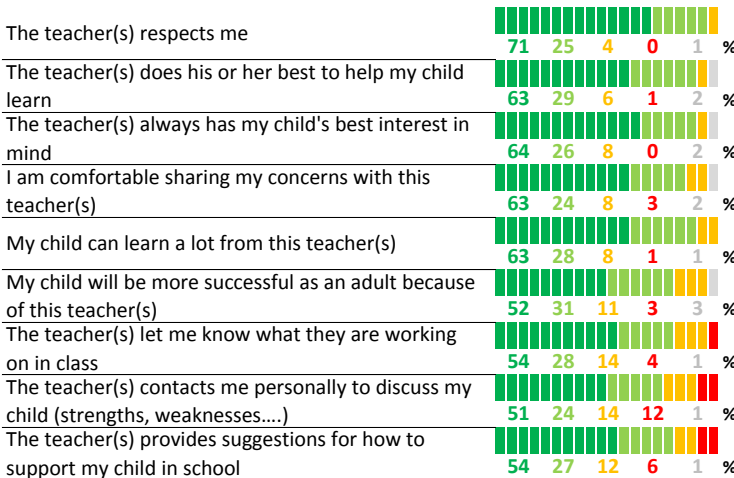 The teacher(s) respects me
71 25 4 0 1 %
The teacher(s) does his or her best to help my child
learn
63 29 6 1 2 %
The teacher(s) always has my child's best interest in
mind
64 26 8 0 2 %
I am comfortable sharing my concerns with this
teacher(s)
63 24 8 3 2 %
My child can learn a lot from this teacher(s)
63 28 8 1 1 %
My child will be more successful as an adult because
of this teacher(s)
52 31 11 3 3 %
The teacher(s) let me know what they are working
on in class
54 28 14 4 1 %
The teacher(s) contacts me personally to discuss my
child (strengths, weaknesses….)
51 24 14 12 1 %
The teacher(s) provides suggestions for how to
support my child in school
54 27 12 6 1 %